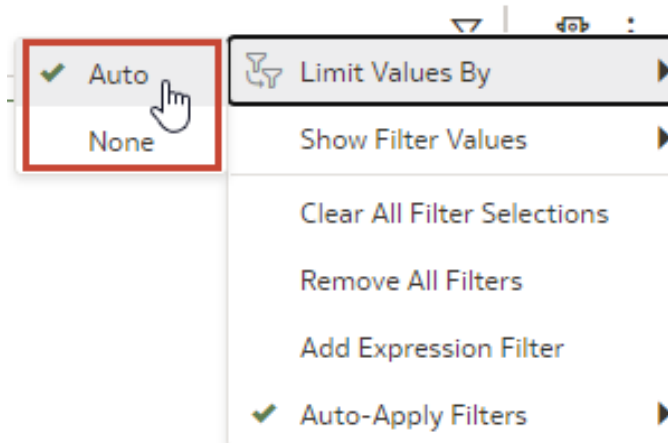 Auto
None
Limit Values By
Show Filter Values
Clear All Filter Selections
Remove All Filters
Add Expression Filter
Auto-Apply Filters